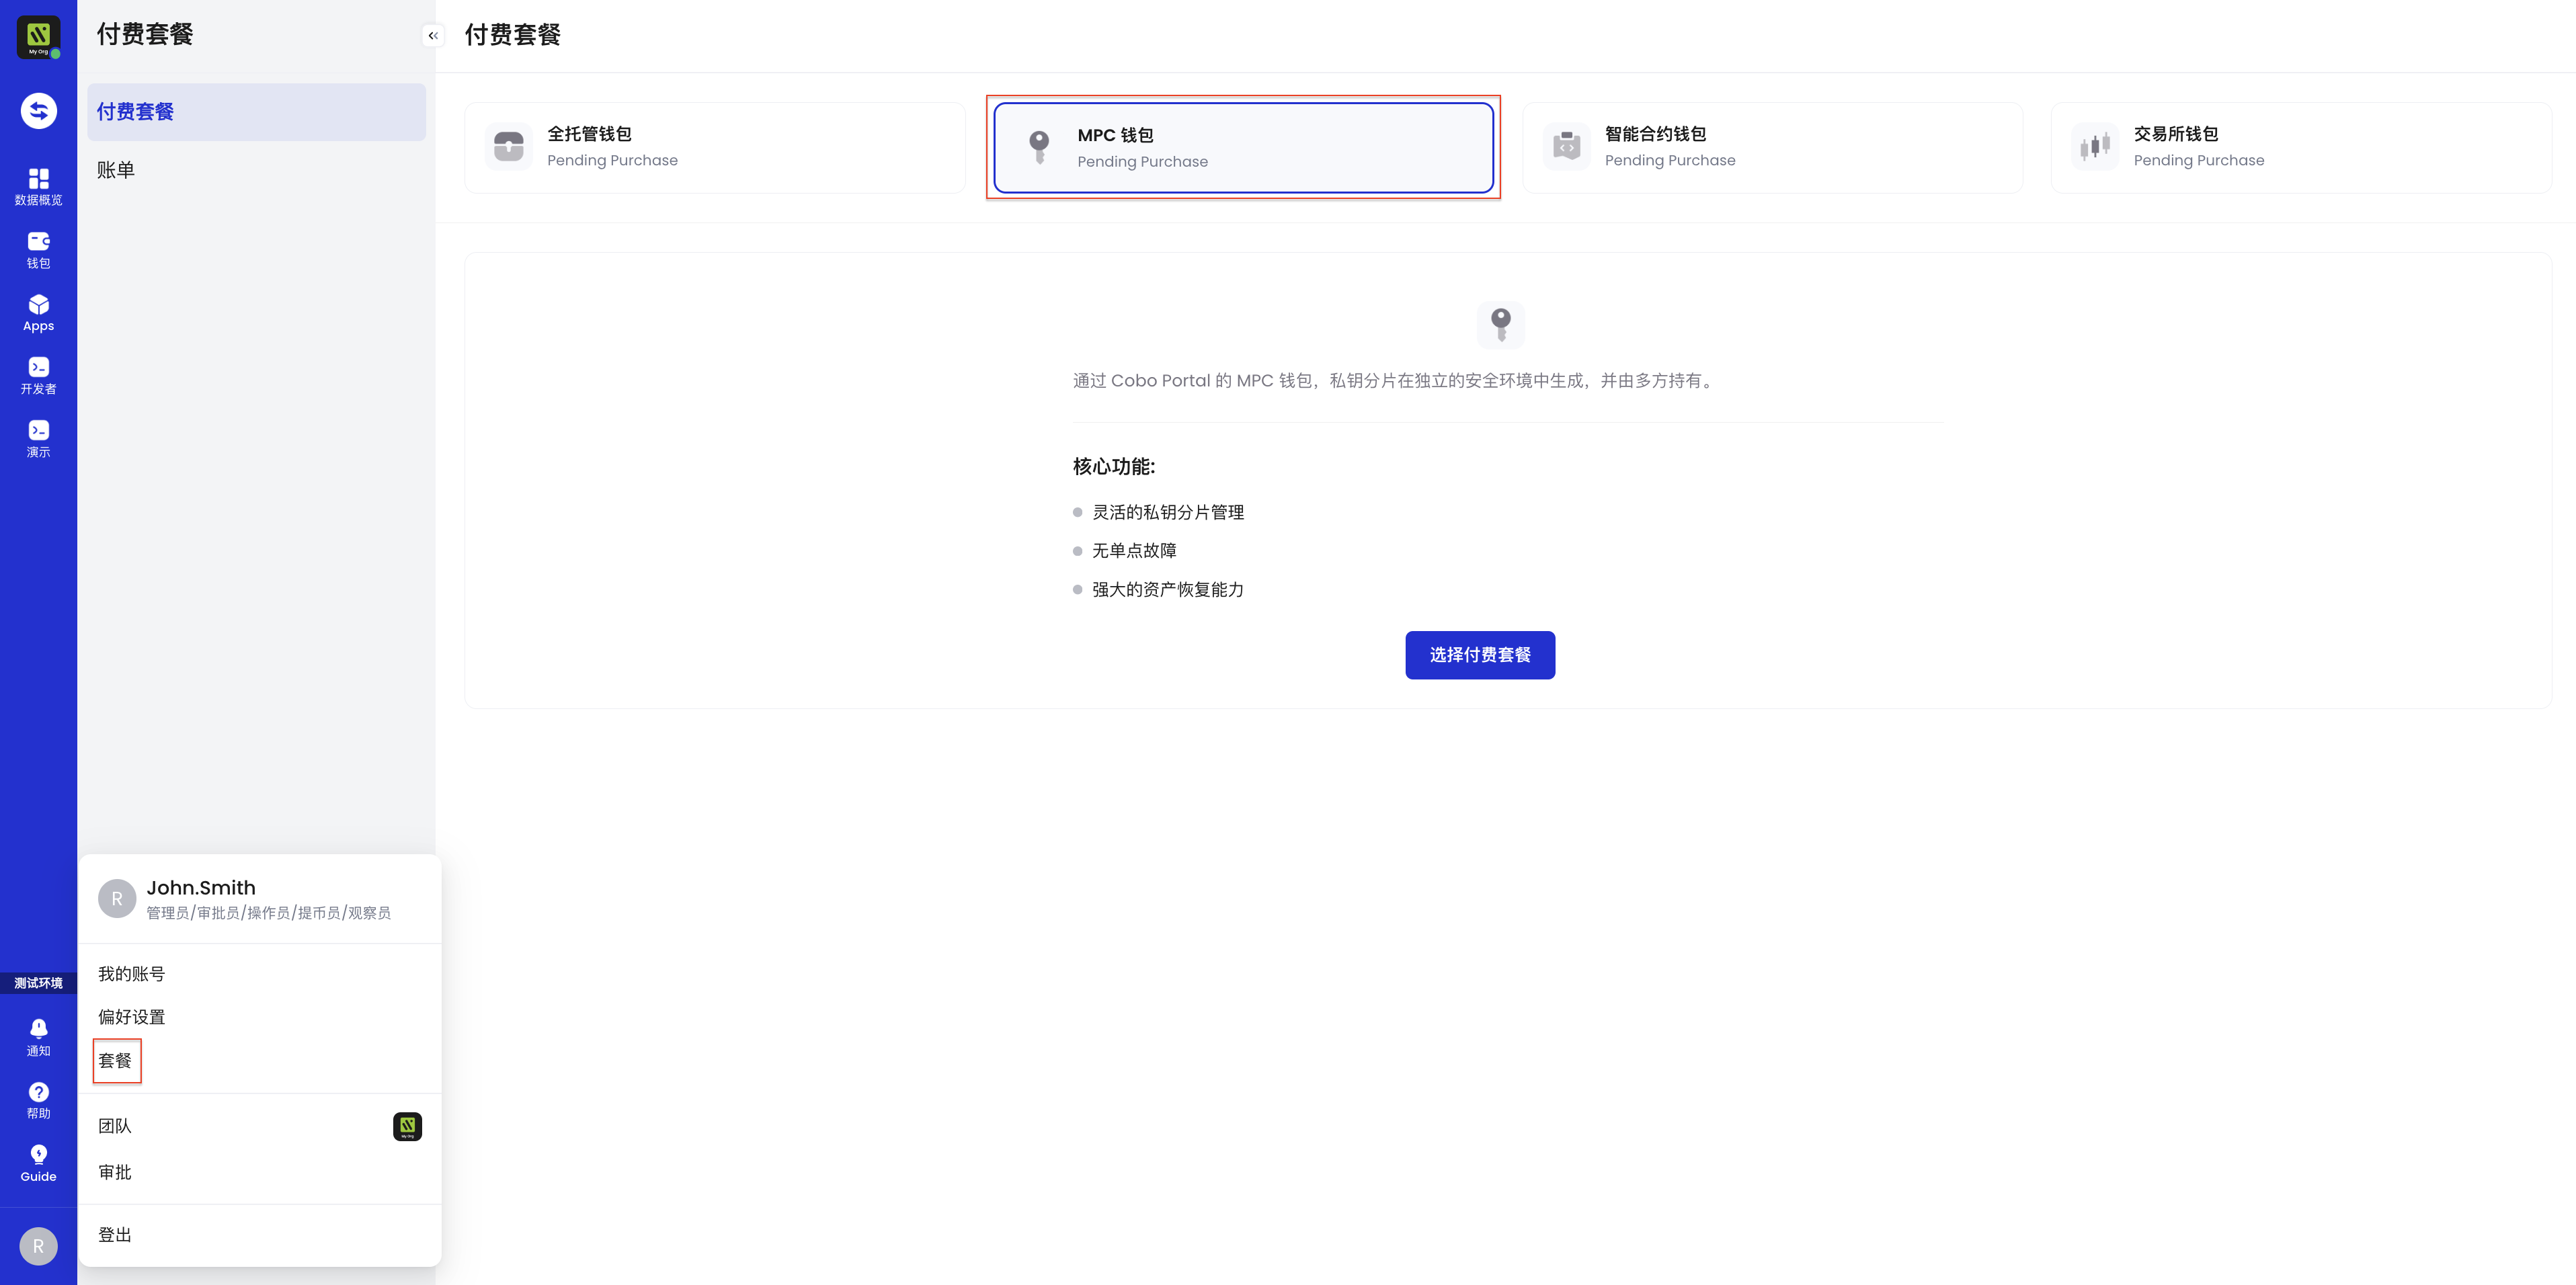 My Org
数据概览
钱包
Apps
开发者
演示
测试环境
通知
帮助
Guide
R
付费套餐
付费套餐
账单
R
John.Smith
管理员/审批员/操作员/提币员/观察员
我的账号
偏好设置
套餐
团队
My Org
审批
登出
付费套餐
全托管钱包
Pending Purchase
MPC 钱包
Pending Purchase
智能合约钱包
Pending Purchase
交易所钱包
Pending Purchase
通过 Cobo Portal 的 MPC 钱包，私钥分片在独立的安全环境中生成，并由多方持有。
核心功能:
灵活的私钥分片管理
无单点故障
强大的资产恢复能力
选择付费套餐